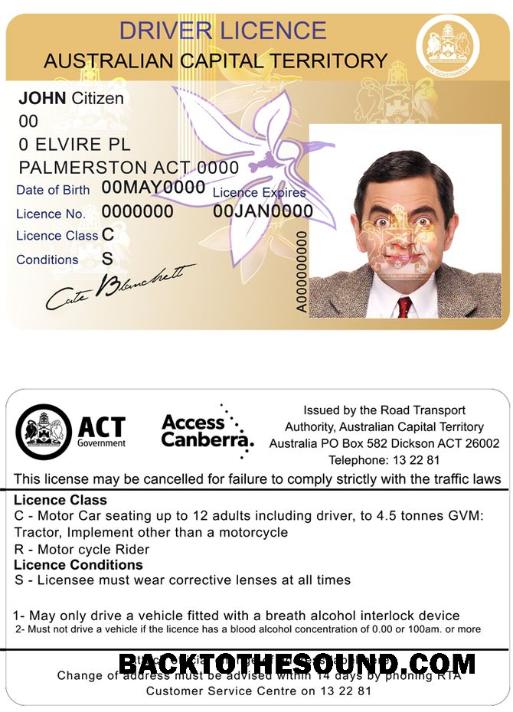 DRIVER LICENCE
AUSTRALIAN CAPITAL TERRITORY
JOHN Citizen
00
0 ELVIRE PL
PALMERSTON ACT 0000
Date of Birth 00MAY0000 Licence Expires
Licence No. 0000000 00JAN0000
Licence Class C
Conditions S
Cate Blanchett
A000000000
ACT
Government
Access
Canberra.
Issued by the Road Transport
Authority, Australian Capital Territory
Australia PO Box 582 Dickson ACT 26002
Telephone: 13 22 81
This license may be cancelled for failure to comply strictly with the traffic laws
Licence Class
C - Motor Car seating up to 12 adults including driver, to 4.5 tonnes GVM:
Tractor, Implement other than a motorcycle
R - Motor cycle Rider
Licence Conditions
S - Licensee must wear corrective lenses at all times
1- May only drive a vehicle fitted with a breath alcohol interlock device
2- Must not drive a vehicle if the licence has a blood alcohol concentration of 0.00 or 100am. or more
BACKTOTHESOUND.COM
Change of address must be advised within 14 days by phoning RTA
Customer Service Centre on 13 22 81